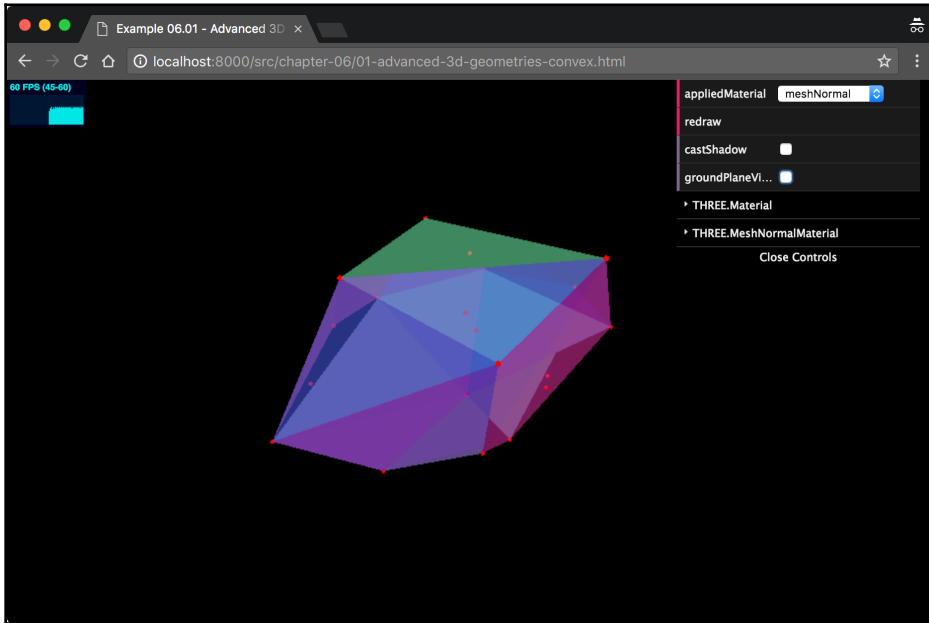 Example 06.01 - Advanced 3D
localhost:8000/src/chapter-06/01-advanced-3d-geometries-convex.html
60 FPS (45-60)
appliedMaterial meshNormal
redraw
castShadow
groundPlaneVi...
THREE.Material
THREE.MeshNormalMaterial
Close Controls